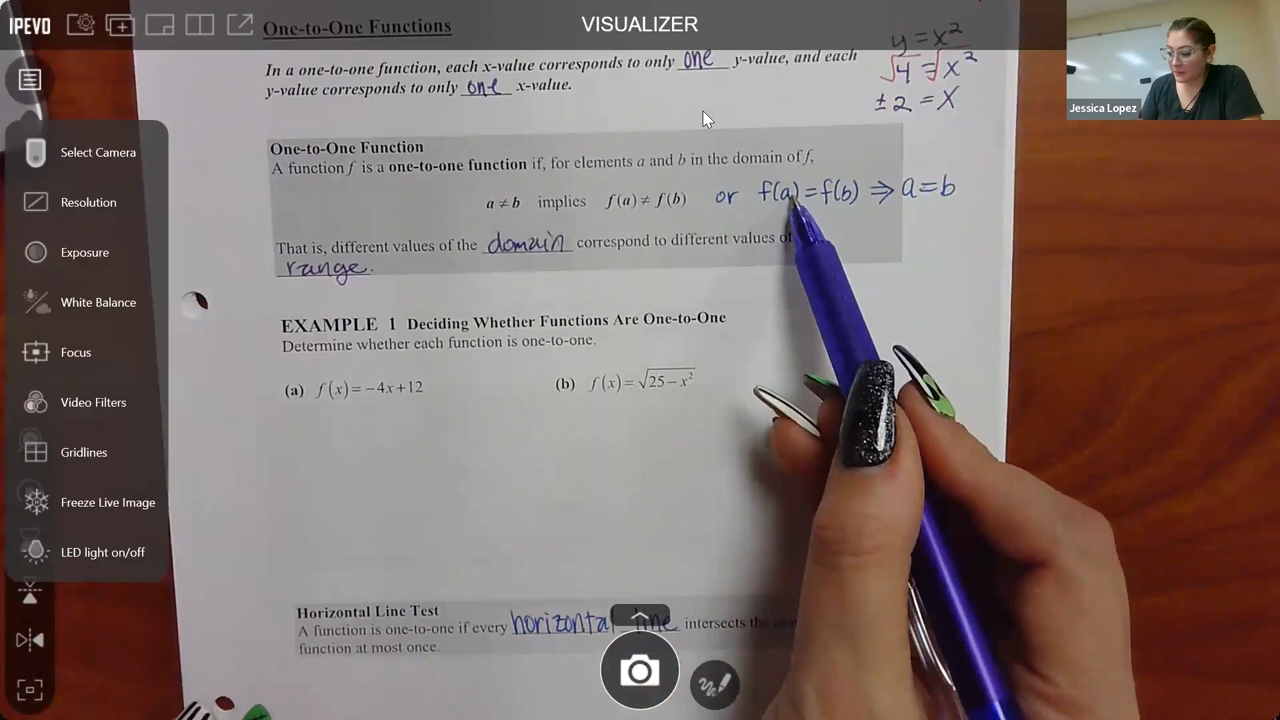 IPEVO
VISUALIZER
Jessica Lopez
Select Camera
Resolution
Exposure
White Balance
Focus
Video Filters
Gridlines
Freeze Live Image
LED light on/off
One-to-One Functions
In a one-to-one function, each x-value corresponds to only one y-value, and each
y-value corresponds to only one x-value.
y = x²
√4 = √x²
±2 = x
One-to-One Function
A function f is a one-to-one function if, for elements a and b in the domain of f,
a ≠ b implies f(a) ≠ f(b) or f(a) = f(b) ⇒ a = b
That is, different values of the domain correspond to different values of
range.
EXAMPLE 1 Deciding Whether Functions Are One-to-One
Determine whether each function is one-to-one.
(a) f(x) = −4x+12 (b) f(x) = √25−x²
Horizontal Line Test
A function is one-to-one if every horizontal line intersects the
function at most once.